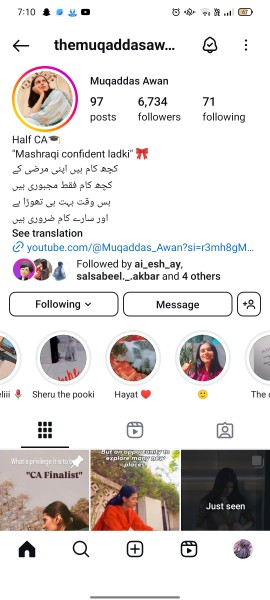 7:10
67
themuqaddasaw...
Muqaddas Awan
97 6,734 71
posts followers following
Half CA🎓
"Mashraqi confident ladki" 🎀
کچھ کام ہیں اپنی مرضی کے
کچھ کام فقط مجبوری ہیں
بس وقت بہت ہی تھوڑا ہے
اور سارے کام ضروری ہیں
See translation
youtube.com/@Muqaddas_Awan?si=r3mh8gM...
Followed by ai_esh_ay,
salsabeel._.akbar and 4 others
Following Message
eliii 🌷 Sheru the pooki Hayat ❤️ 🙂 The
What a privilege it is to
"CA Finalist"
But an opportunity to
explore many new
places
Just seen